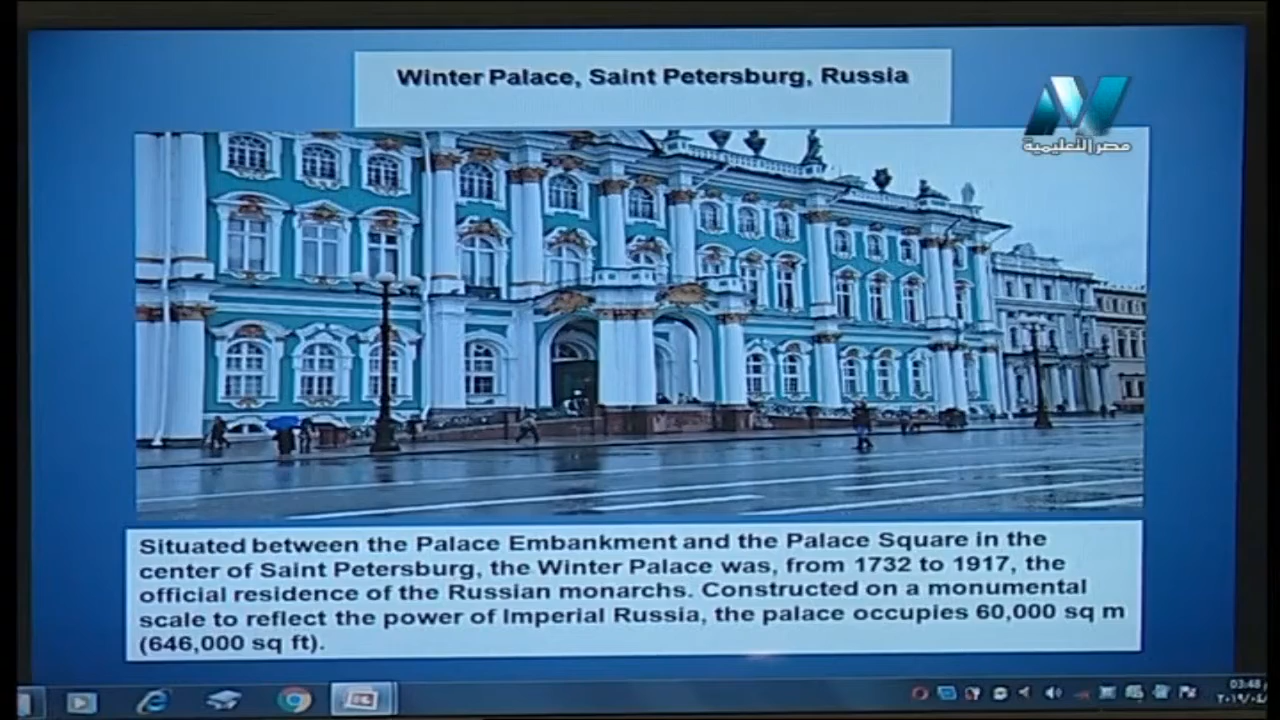 Winter Palace, Saint Petersburg, Russia
مصر التعليمية
Situated between the Palace Embankment and the Palace Square in the
center of Saint Petersburg, the Winter Palace was, from 1732 to 1917, the
official residence of the Russian monarchs. Constructed on a monumental
scale to reflect the power of Imperial Russia, the palace occupies 60,000 sq m
(646,000 sq ft).
03:48